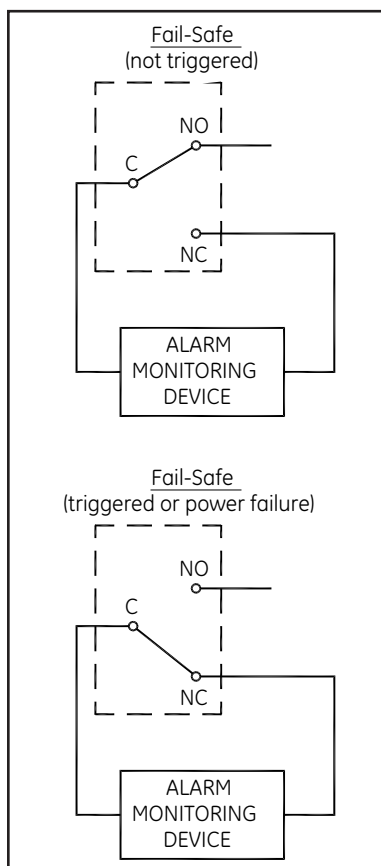 Fail-Safe
(not triggered)
NO
C
NC
ALARM
MONITORING
DEVICE
Fail-Safe
(triggered or power failure)
NO
C
NC
ALARM
MONITORING
DEVICE